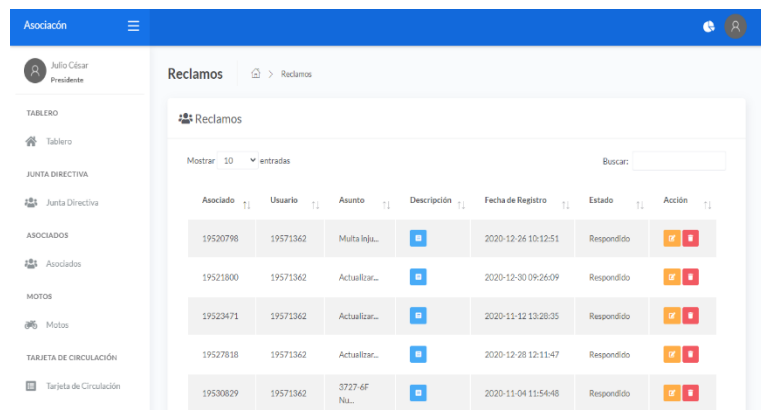 Asociacón
Julio César
Presidente
TABLERO
Tablero
JUNTA DIRECTIVA
Junta Directiva
ASOCIADOS
Asociados
MOTOS
Motos
TARJETA DE CIRCULACIÓN
Tarjeta de Circulación
Reclamos > Reclamos
Reclamos
Mostrar 10 entradas Buscar:
Asociado Usuario Asunto Descripción Fecha de Registro Estado Acción
19520798 19571362 Multa inju... 2020-12-26 10:12:51 Respondido
19521800 19571362 Actualizar... 2020-12-30 09:26:09 Respondido
19523471 19571362 Actualizar... 2020-11-12 13:28:35 Respondido
19527818 19571362 Actualizar... 2020-12-28 12:11:47 Respondido
19530829 19571362 3727-6F Nu... 2020-11-04 11:54:48 Respondido